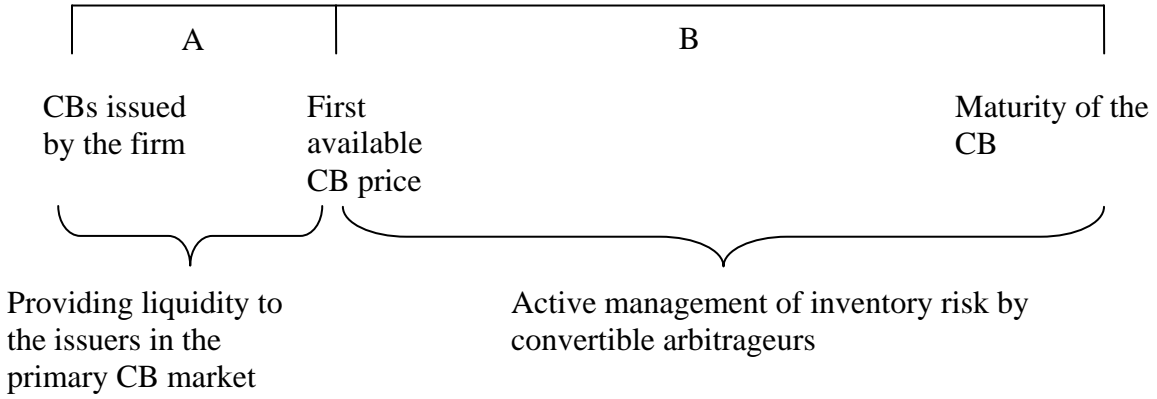 A
B
CBs issued
by the firm
First
available
CB price
Maturity of the
CB
Providing liquidity to
the issuers in the
primary CB market
Active management of inventory risk by
convertible arbitrageurs